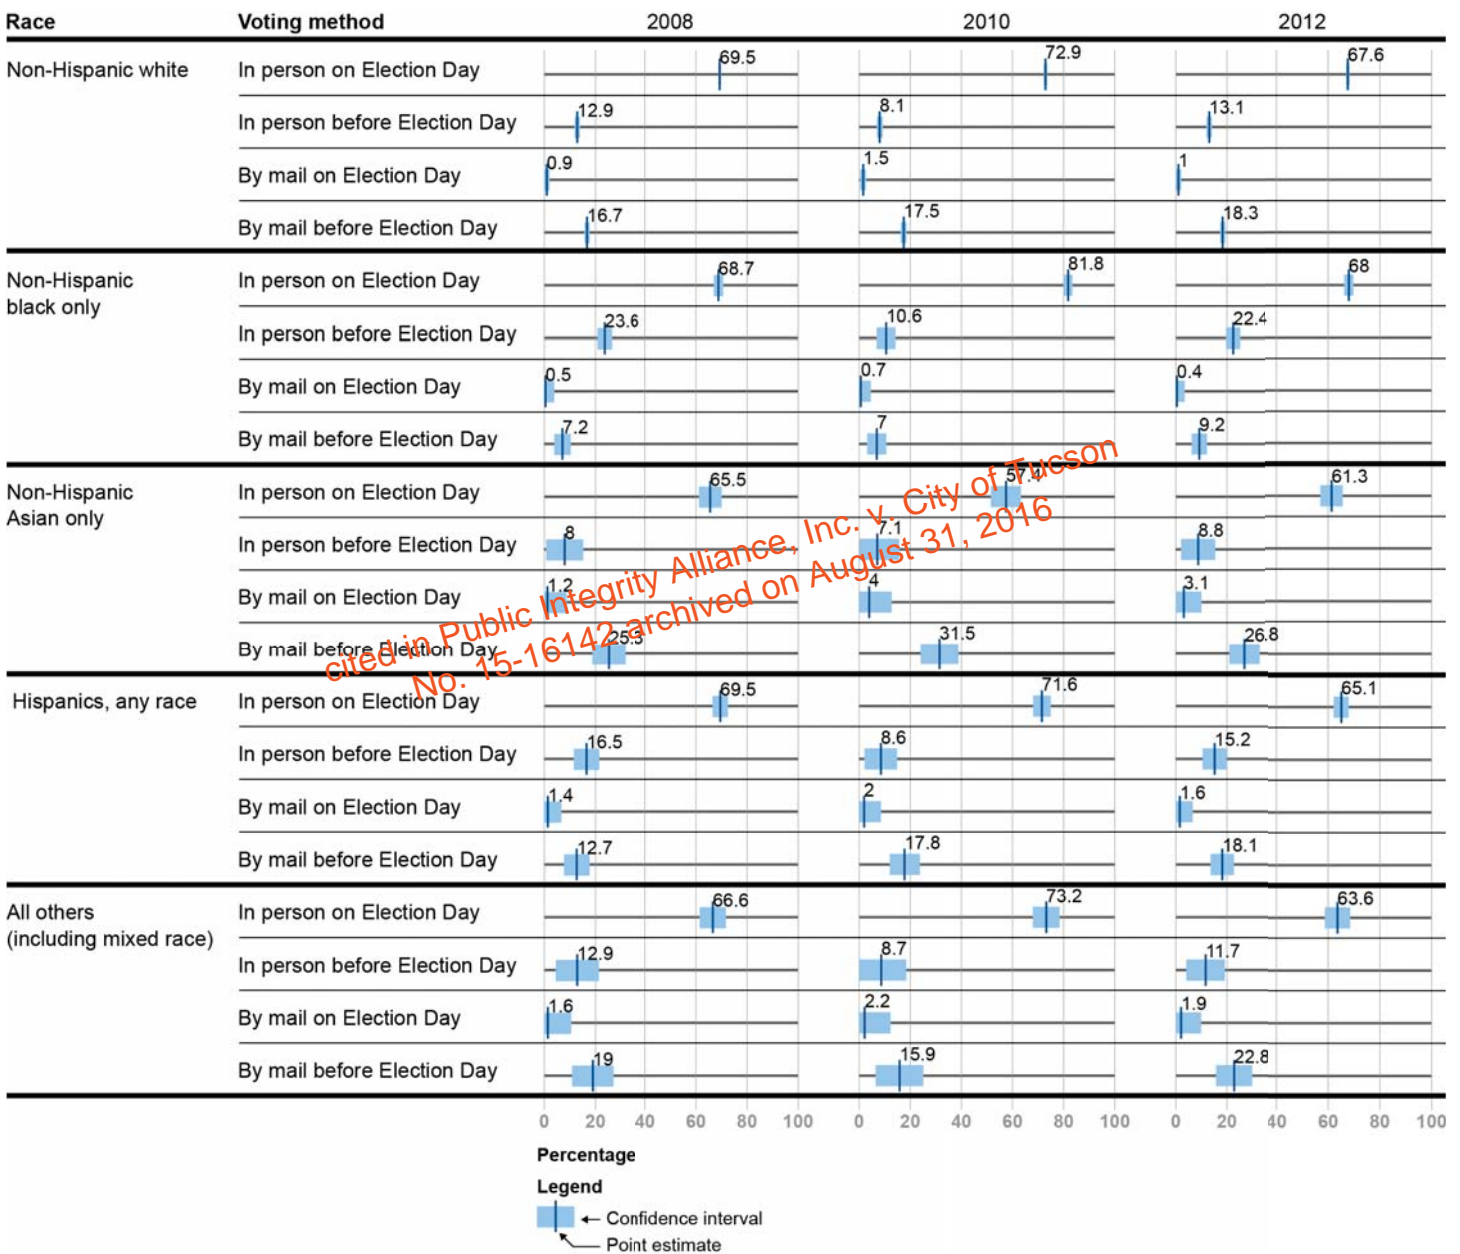 Race Voting method 2008 2010 2012
Non-Hispanic white In person on Election Day 69.5 72.9 67.6
In person before Election Day 12.9 8.1 13.1
By mail on Election Day 0.9 1.5 1
By mail before Election Day 16.7 17.5 18.3
Non-Hispanic
black only
In person on Election Day 68.7 81.8 68
In person before Election Day 23.6 10.6 22.4
By mail on Election Day 0.5 0.7 0.4
By mail before Election Day 7.2 7 9.2
Non-Hispanic
Asian only
In person on Election Day 65.5 57.4 61.3
In person before Election Day 8 7.1 8.8
By mail on Election Day 1.2 4 3.1
By mail before Election Day 25.3 31.5 26.8
cited in Public Integrity Alliance, Inc. v. City of Tucson
No. 15-16142 archived on August 31, 2016
Hispanics, any race In person on Election Day 69.5 71.6 65.1
In person before Election Day 16.5 8.6 15.2
By mail on Election Day 1.4 2 1.6
By mail before Election Day 12.7 17.8 18.1
All others
(including mixed race)
In person on Election Day 66.6 73.2 63.6
In person before Election Day 12.9 8.7 11.7
By mail on Election Day 1.6 2.2 1.9
By mail before Election Day 19 15.9 22.8
0 20 40 60 80 100 0 20 40 60 80 100 0 20 40 60 80 100
Percentage
Legend
Confidence interval
Point estimate